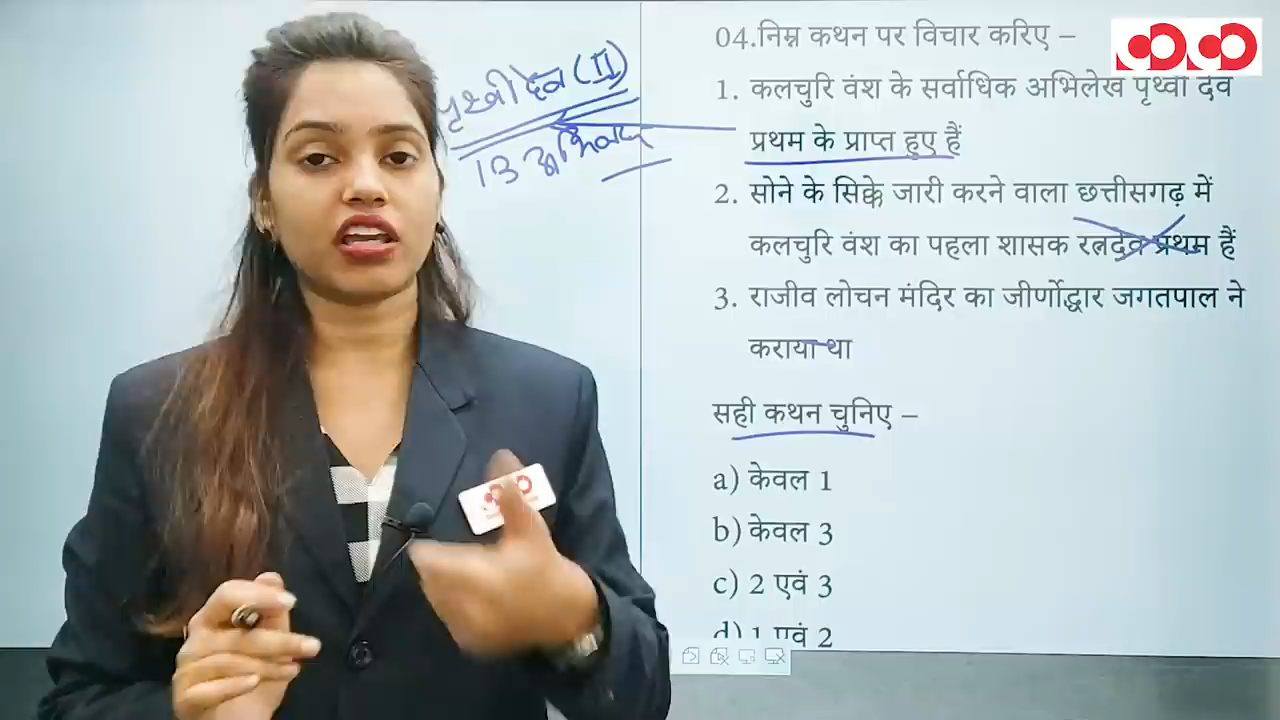 पृथ्वी देव (II)
13 अभिलेख
04.निम्न कथन पर विचार करिए –
1. कलचुरि वंश के सर्वाधिक अभिलेख पृथ्वी देव
प्रथम के प्राप्त हुए हैं
2. सोने के सिक्के जारी करने वाला छत्तीसगढ़ में
कलचुरि वंश का पहला शासक रत्नदेव प्रथम हैं
3. राजीव लोचन मंदिर का जीर्णोद्धार जगतपाल ने
कराया था
सही कथन चुनिए –
a) केवल 1
b) केवल 3
c) 2 एवं 3
d) 1 एवं 2